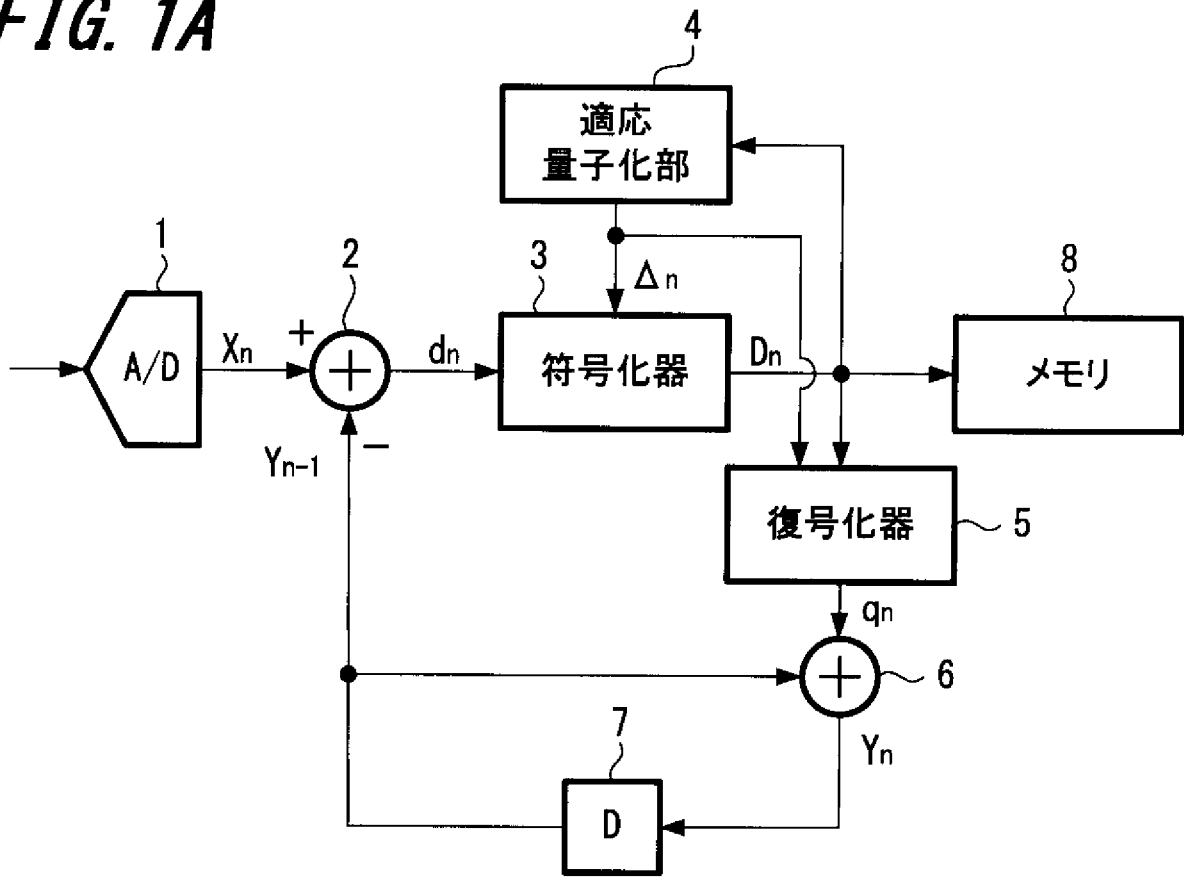 FIG. 1A
4
適応
量子化部
1
2
3
Δn
8
A/D
Xn
+
+
dn
符号化器
Dn
メモリ
Yn-1
−
復号化器
5
qn
+
6
7
Yn
D